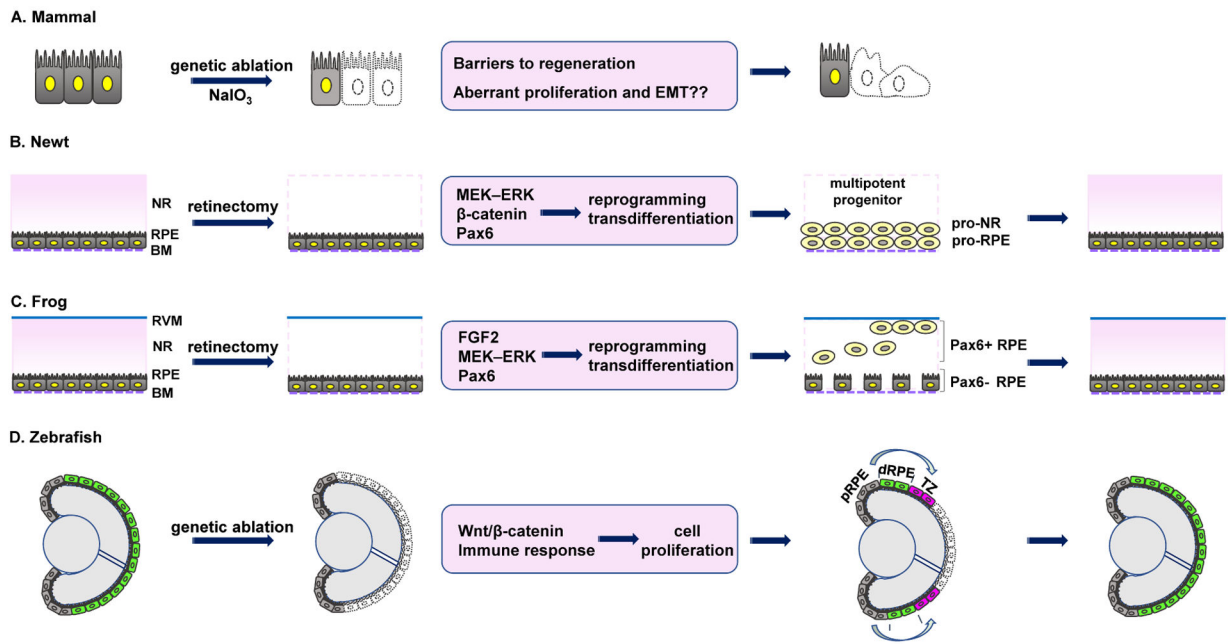 A. Mammal
genetic ablation
NaIO3
Barriers to regeneration
Aberrant proliferation and EMT??
B. Newt
NR
RPE
BM
retinectomy
MEK–ERK
β-catenin
Pax6
reprogramming
transdifferentiation
multipotent
progenitor
pro-NR
pro-RPE
C. Frog
RVM
NR
RPE
BM
retinectomy
FGF2
MEK–ERK
Pax6
reprogramming
transdifferentiation
Pax6+ RPE
Pax6- RPE
D. Zebrafish
genetic ablation
Wnt/β-catenin
Immune response
cell
proliferation
pRPE
dRPE
TZ